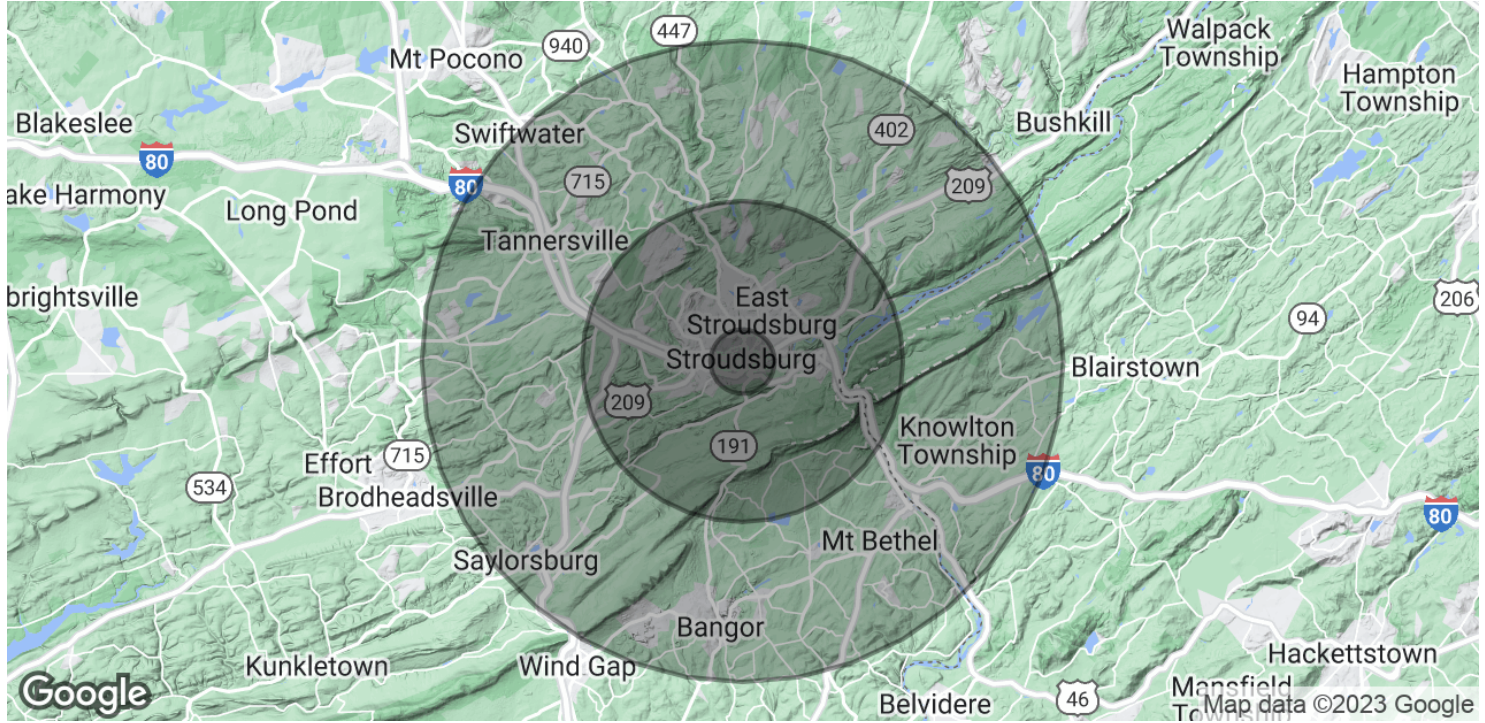 447
Walpack
Township
940
Mt Pocono
Hampton
Township
Blakeslee
Bushkill
402
Swiftwater
80
80
715
209
ake Harmony
Long Pond
Tannersville
brightsville
East
Stroudsburg
206
94
Stroudsburg
Blairstown
209
Knowlton
Township
191
715
Effort
80
534
Brodheadsville
80
Mt Bethel
Saylorsburg
Bangor
Kunkletown
Wind Gap
Hackettstown
Google
Mansfield
46
Belvidere
Map data ©2023 Google